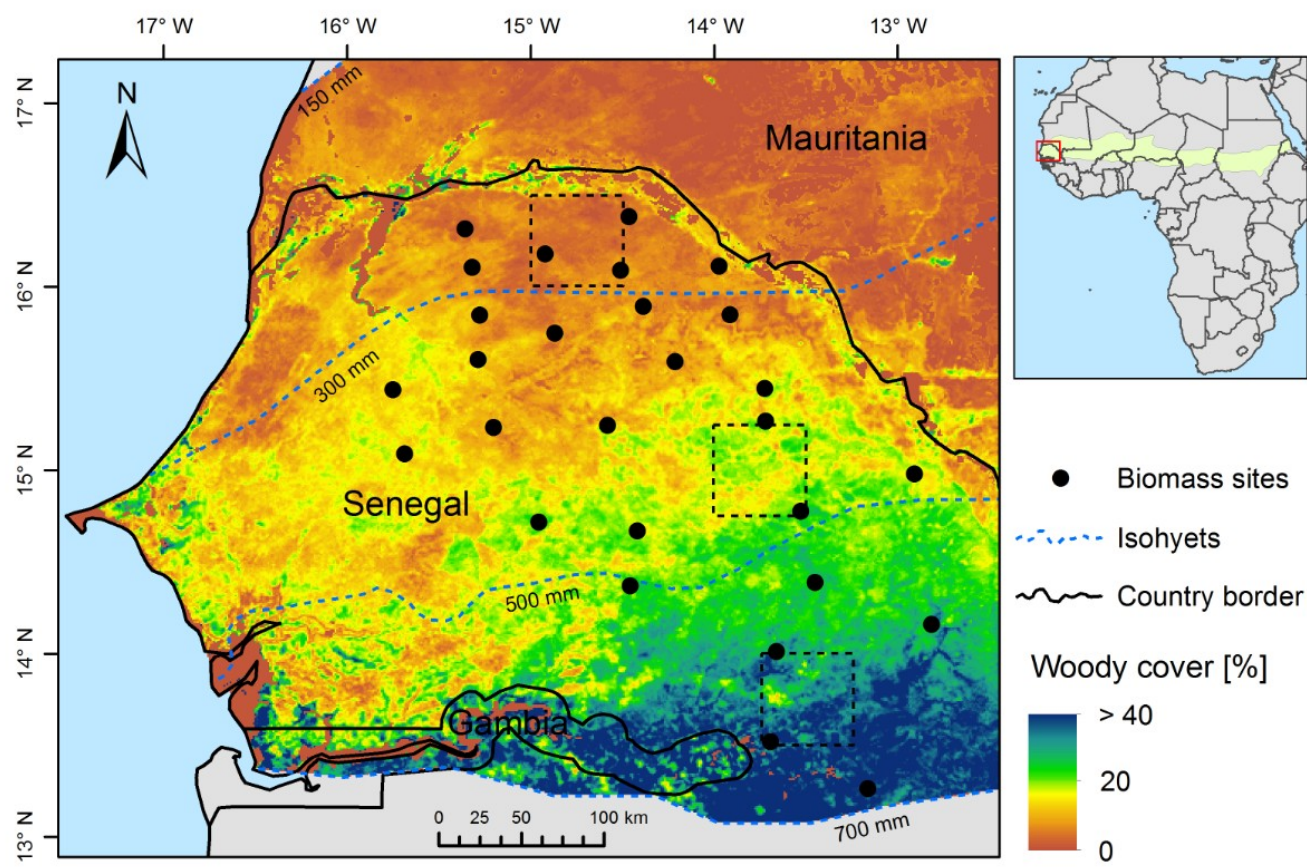 17° W 16° W 15° W 14° W 13° W
N
17° N
16° N
15° N
14° N
13° N
150 mm
Mauritania
300 mm
Senegal
500 mm
Gambia
700 mm
0 25 50 100 km
Biomass sites
Isohyets
Country border
Woody cover [%]
> 40
20
0